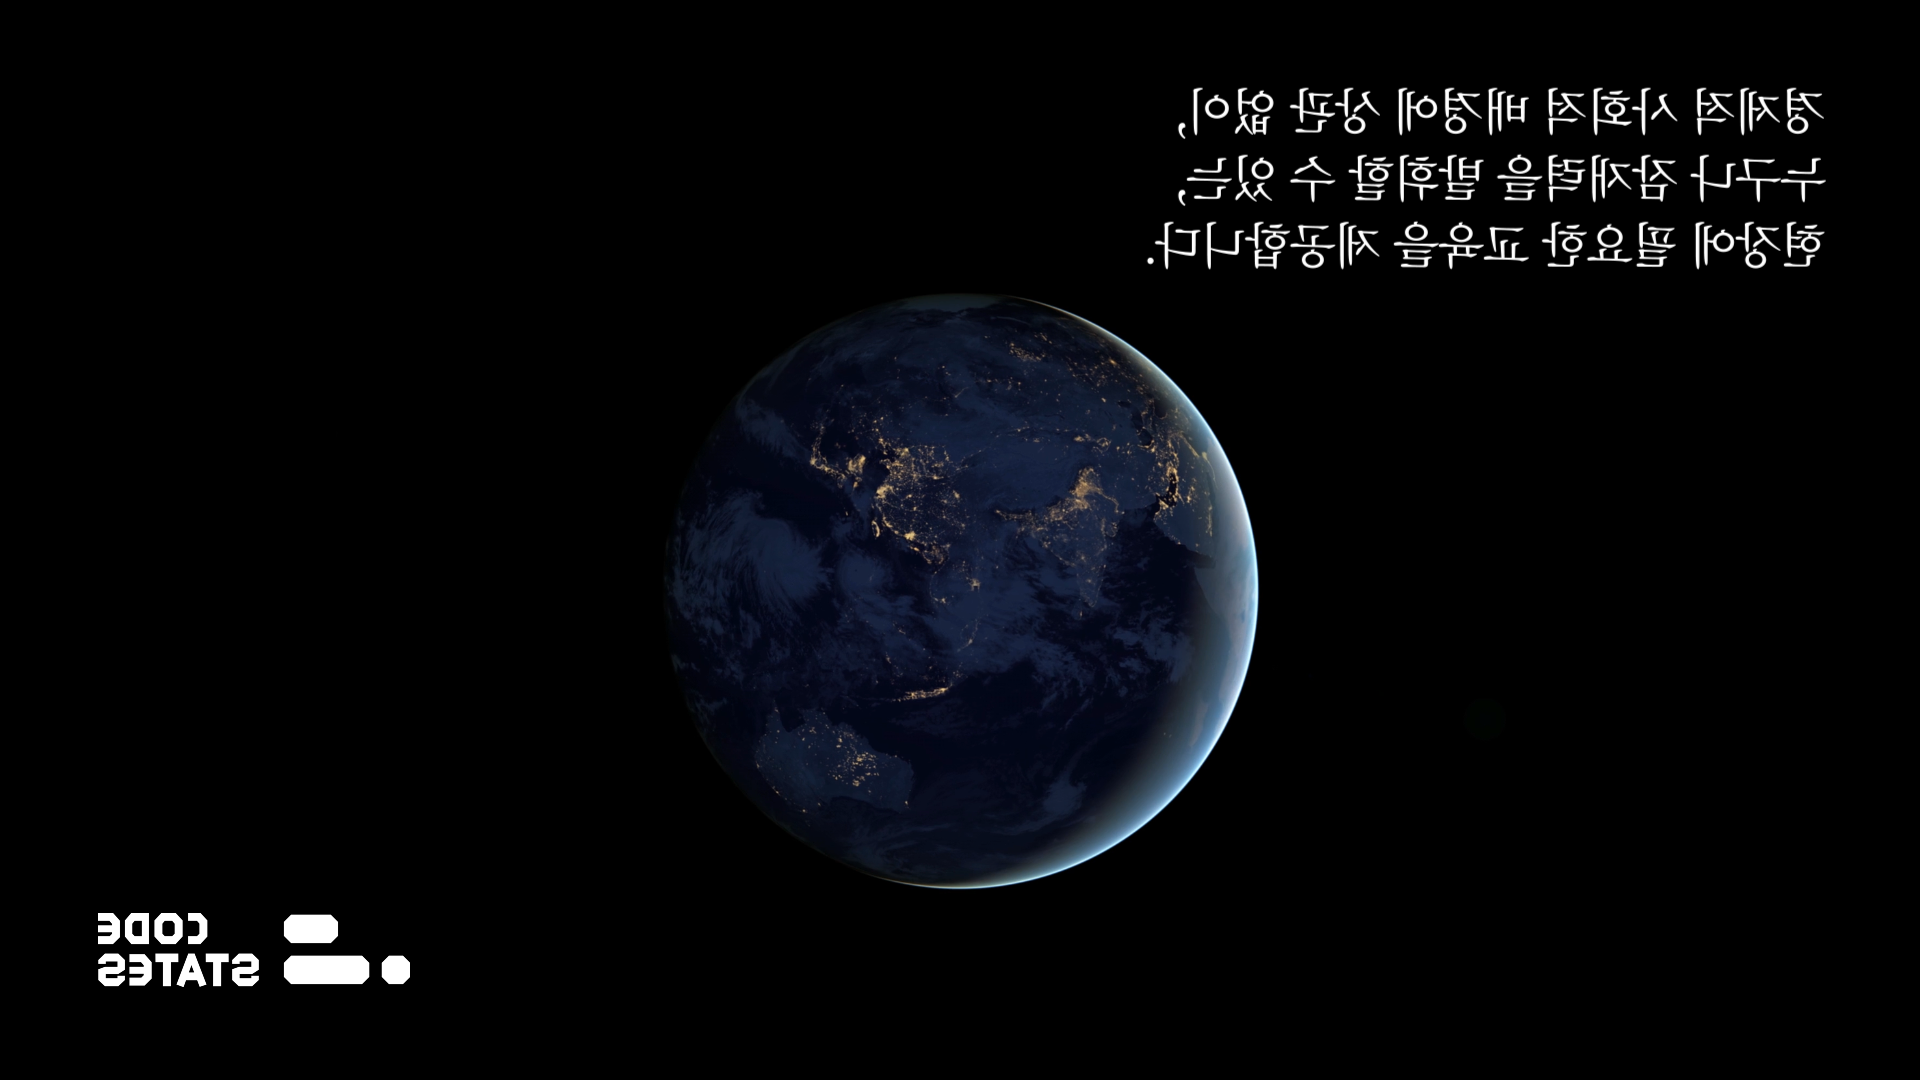 경제적 사회적 배경에 상관 없이,
누구나 잠재력을 발휘할 수 있는,
현장에 필요한 교육을 제공합니다.
CODE
STATES